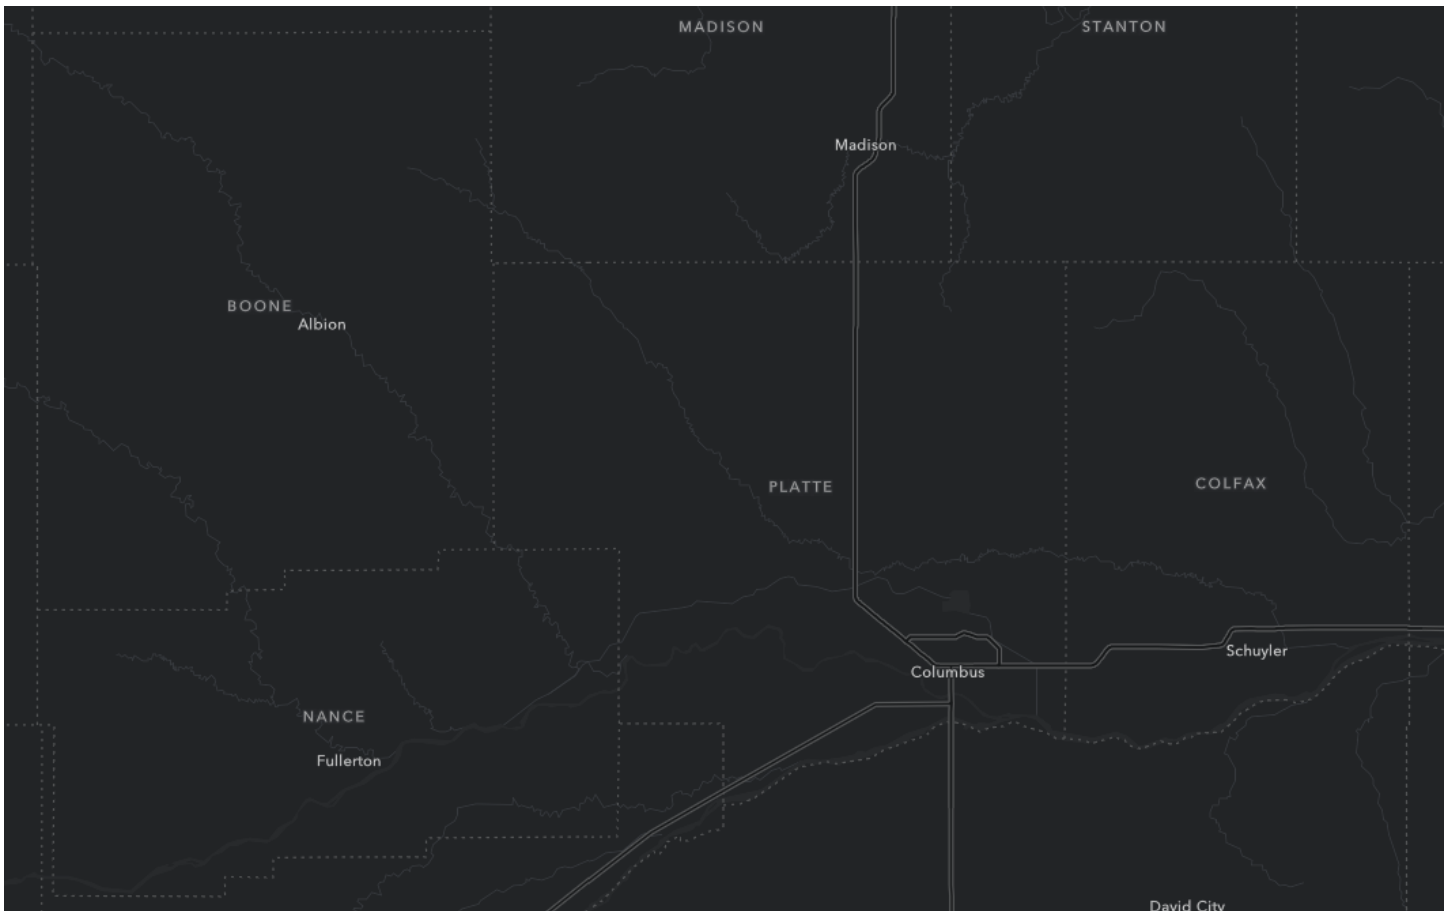 MADISON
STANTON
Madison
BOONE
Albion
PLATTE
COLFAX
Schuyler
Columbus
NANCE
Fullerton
David City